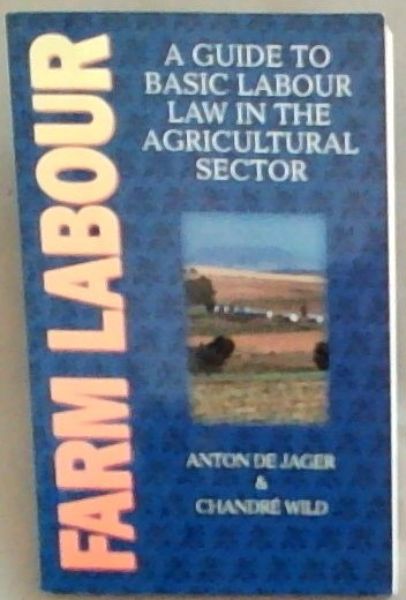 FARM LABOUR
A GUIDE TO
BASIC LABOUR
LAW IN THE
AGRICULTURAL
SECTOR
ANTON DE JAGER
&
CHANDRÉ WILD